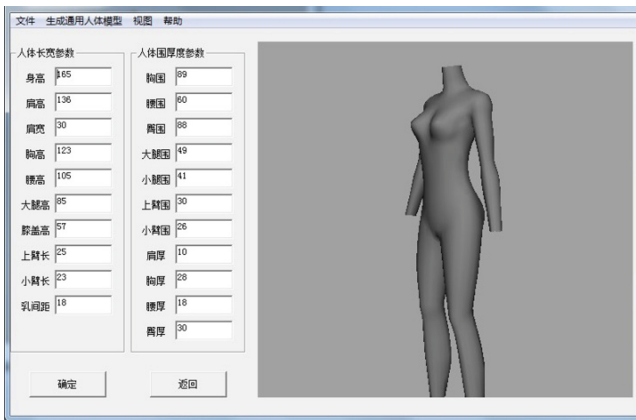 文件 生成通用人体模型 视图 帮助
人体长宽参数
身高 165
肩高 136
肩宽 30
胸高 123
腰高 105
大腿高 85
膝盖高 57
上臂长 25
小臂长 23
乳间距 18
人体围厚度参数
胸围 89
腰围 60
臀围 88
大腿围 49
小腿围 41
上臂围 30
小臂围 26
肩厚 10
胸厚 28
腰厚 18
臀厚 30
确定
返回